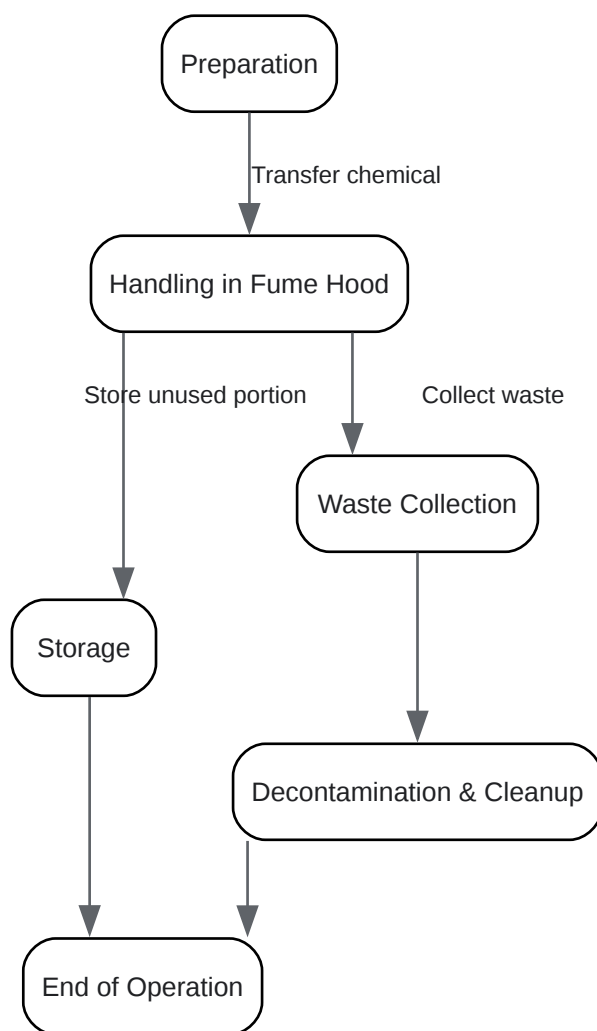 Preparation
Transfer chemical
Handling in Fume Hood
Store unused portion
Collect waste
Waste Collection
Storage
Decontamination & Cleanup
End of Operation